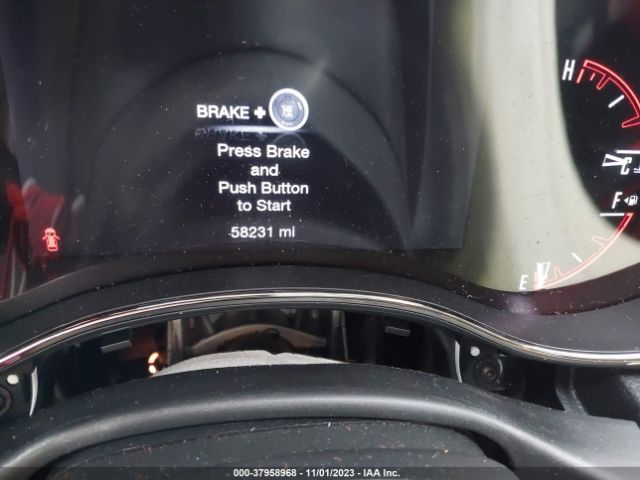 H
BRAKE +
Press Brake
and
Push Button
to Start
58231 mi
C
F
E
000-37958968 • 11/01/2023 • IAA Inc.